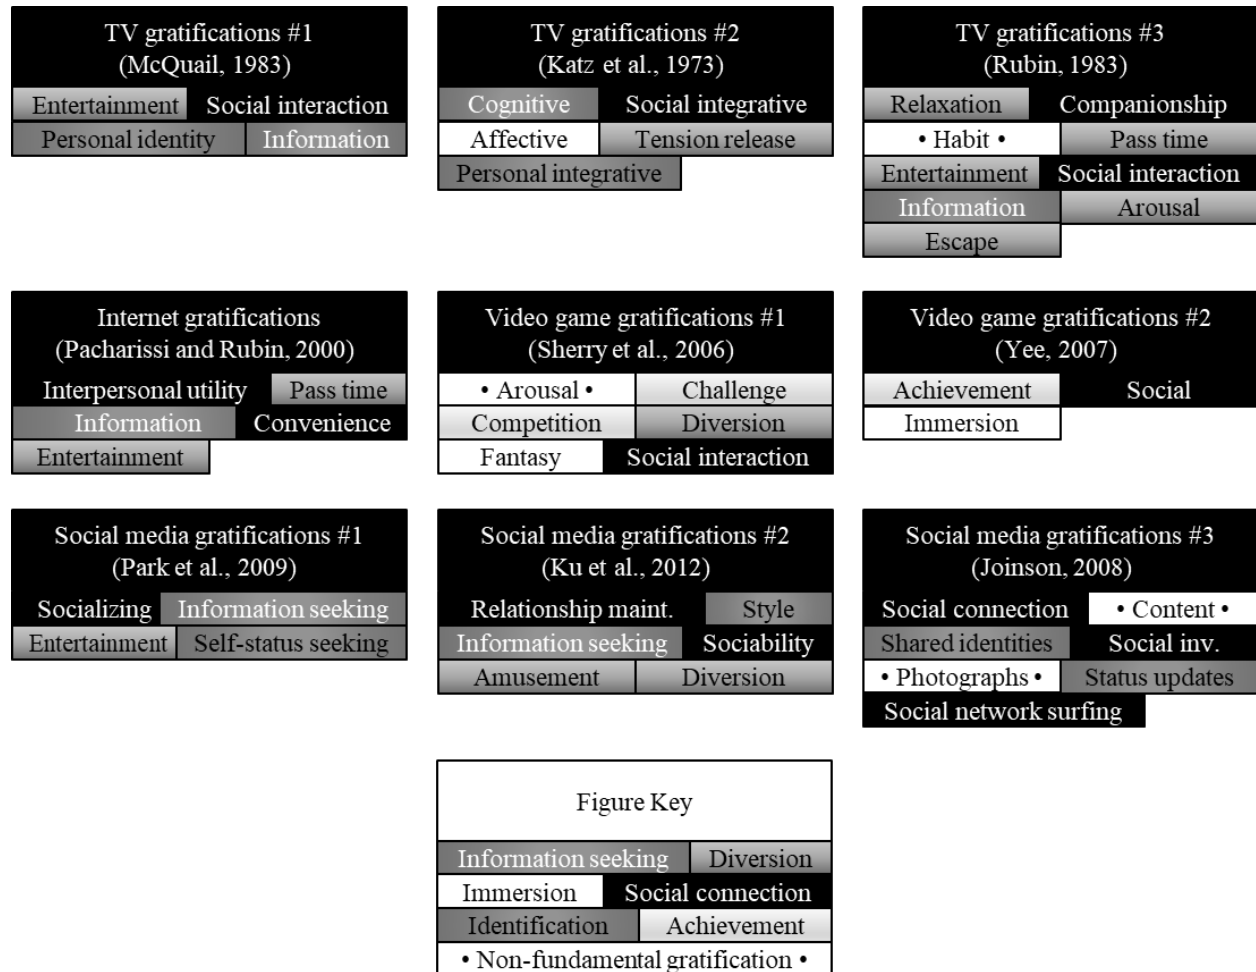 TV gratifications #1
(McQuail, 1983)
Entertainment Social interaction
Personal identity Information
TV gratifications #2
(Katz et al., 1973)
Cognitive Social integrative
Affective Tension release
Personal integrative
TV gratifications #3
(Rubin, 1983)
Relaxation Companionship
• Habit • Pass time
Entertainment Social interaction
Information Arousal
Escape
Internet gratifications
(Pacharissi and Rubin, 2000)
Interpersonal utility Pass time
Information Convenience
Entertainment
Video game gratifications #1
(Sherry et al., 2006)
• Arousal • Challenge
Competition Diversion
Fantasy Social interaction
Video game gratifications #2
(Yee, 2007)
Achievement Social
Immersion
Social media gratifications #1
(Park et al., 2009)
Socializing Information seeking
Entertainment Self-status seeking
Social media gratifications #2
(Ku et al., 2012)
Relationship maint. Style
Information seeking Sociability
Amusement Diversion
Social media gratifications #3
(Joinson, 2008)
Social connection • Content •
Shared identities Social inv.
• Photographs • Status updates
Social network surfing
Figure Key
Information seeking Diversion
Immersion Social connection
Identification Achievement
• Non-fundamental gratification •